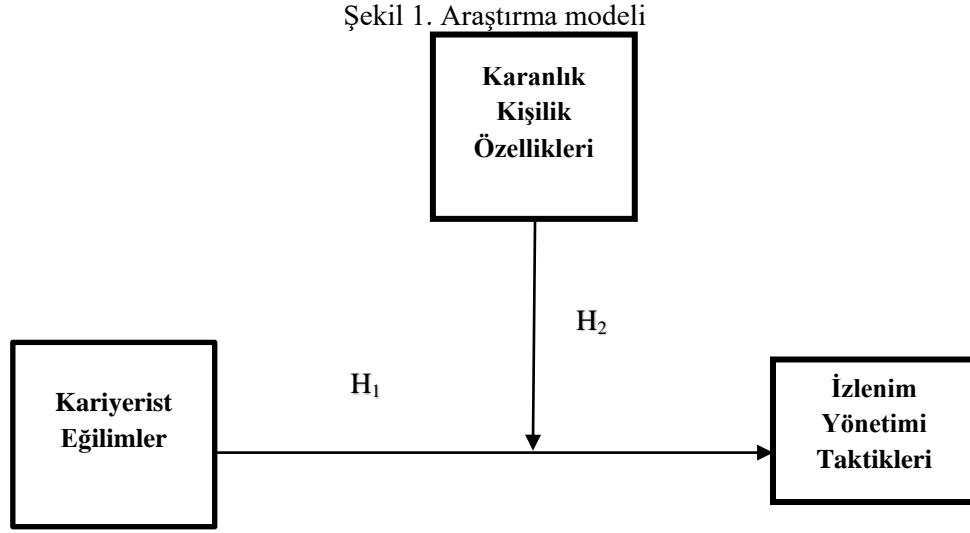 Şekil 1. Araştırma modeli
Karanlık
Kişilik
Özellikleri
H2
H1
Kariyerist
Eğilimler
İzlenim
Yönetimi
Taktikleri